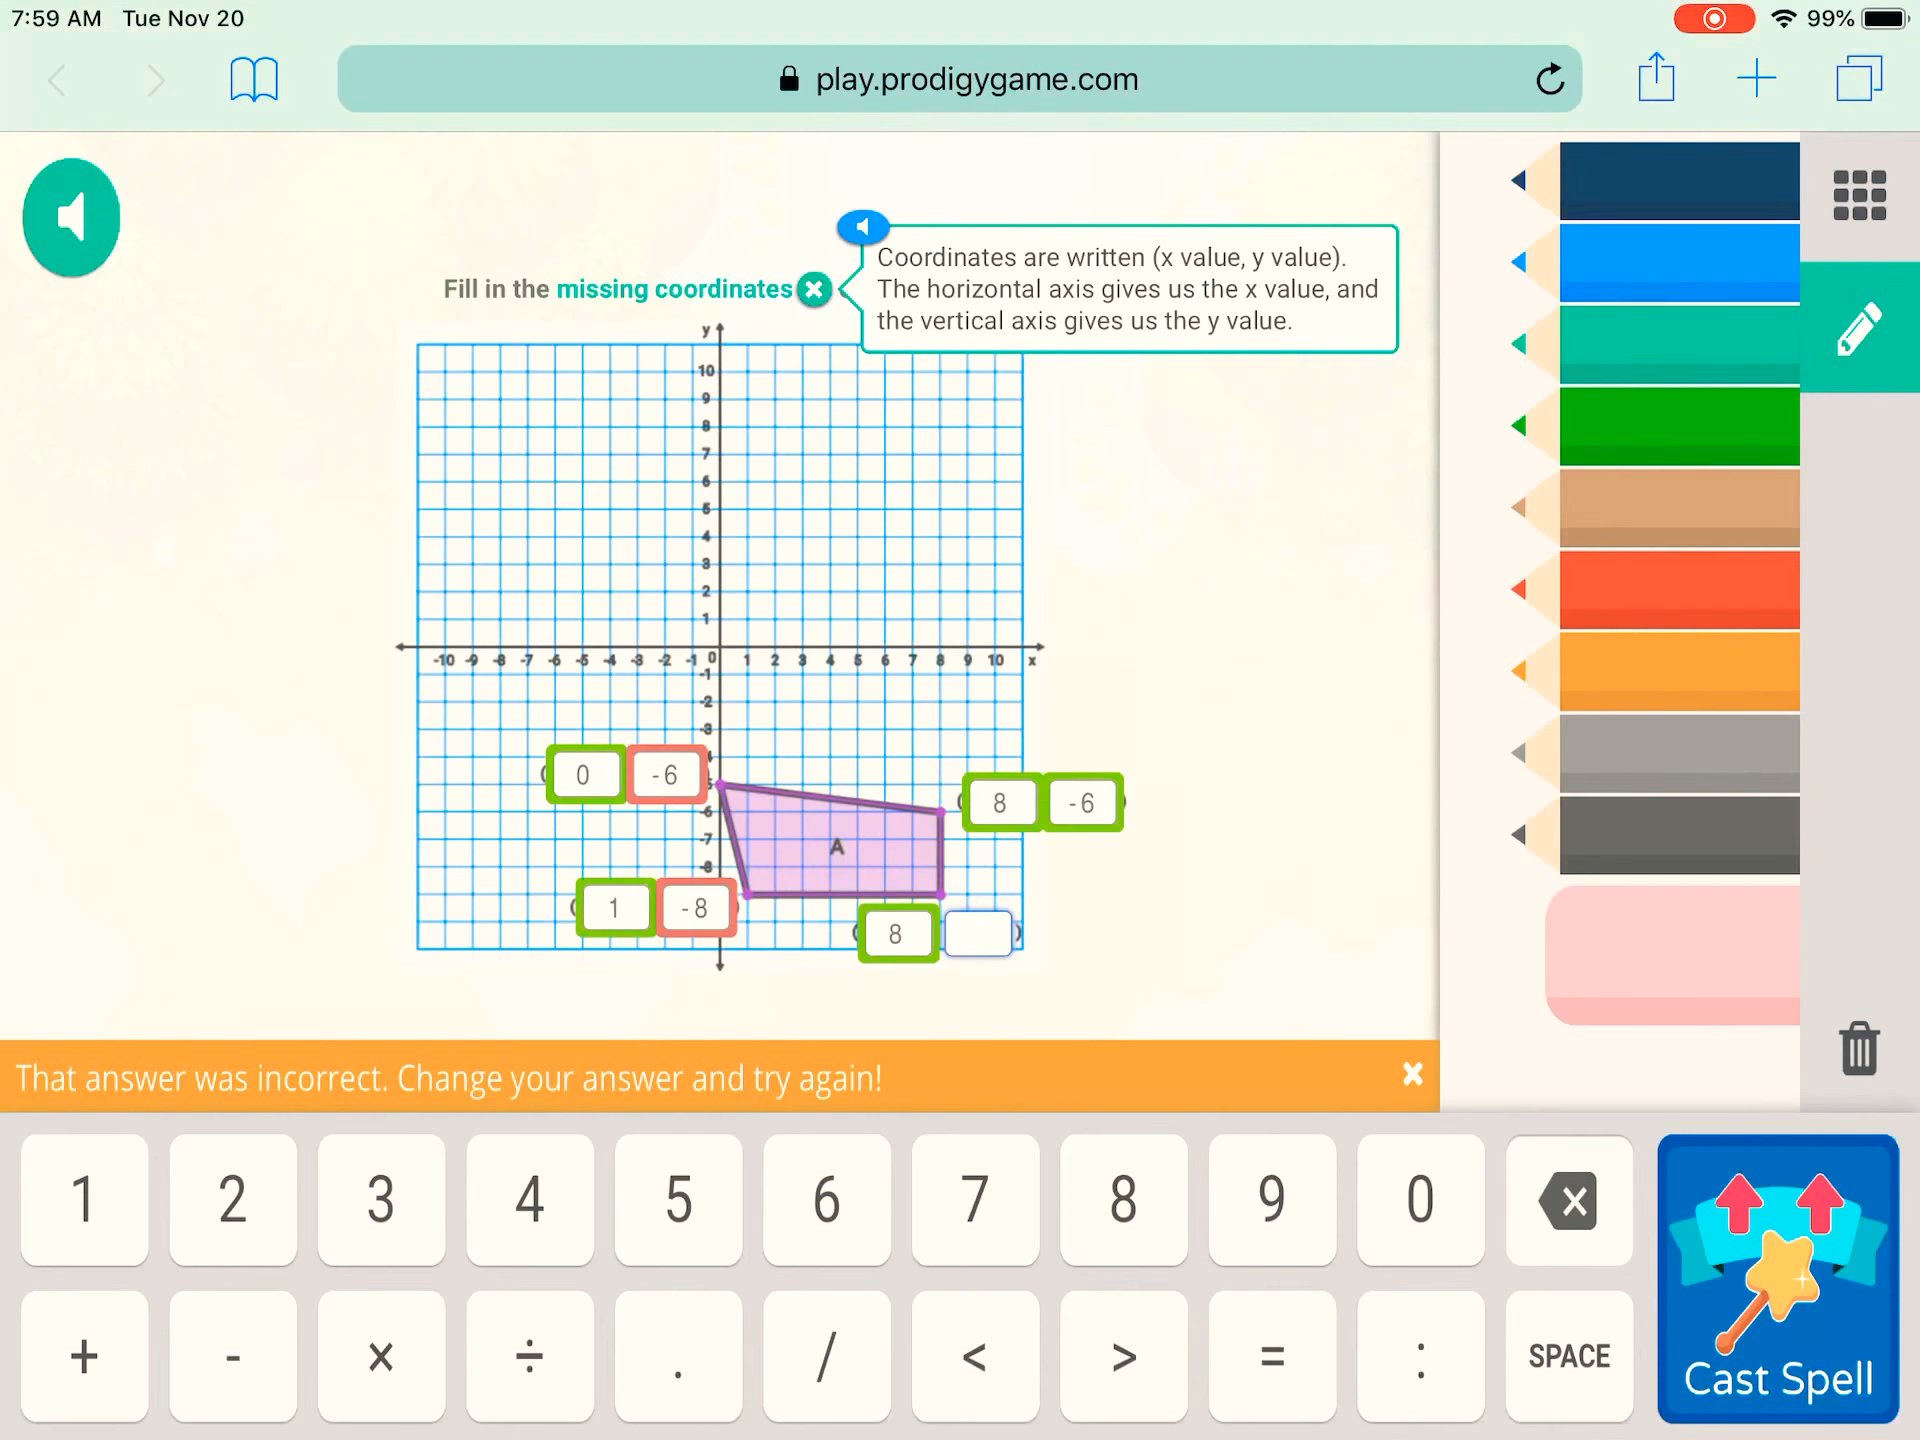 7:59 AM Tue Nov 20
99%
play.prodigygame.com
Coordinates are written (x value, y value).
The horizontal axis gives us the x value, and
the vertical axis gives us the y value.
Fill in the missing coordinates
y
10
9
8
7
6
5
4
3
2
1
-10 -9 -8 -7 -6 -5 -4 -3 -2 -1 0 1 2 3 4 5 6 7 8 9 10 x
-1
-2
-3
( 0 -6
( 8 -6 )
-6
-7
-8
A
( 1 -8 )
( 8 )
That answer was incorrect. Change your answer and try again!
1 2 3 4 5 6 7 8 9 0
+ - × ÷ . / < > = : SPACE
Cast Spell